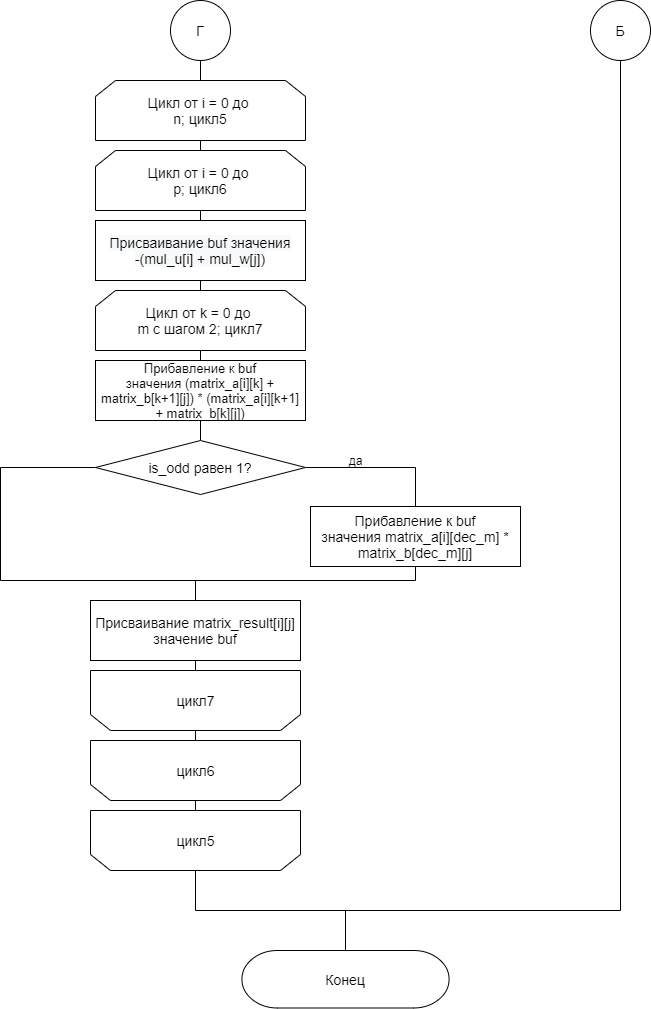 Г
Б
Цикл от i = 0 до
n; цикл5
Цикл от i = 0 до
p; цикл6
Присваивание buf значения
-(mul_u[i] + mul_w[j])
Цикл от k = 0 до
m с шагом 2; цикл7
Прибавление к buf
значения (matrix_a[i][k] +
matrix_b[k+1][j]) * (matrix_a[i][k+1]
+ matrix_b[k][j])
is_odd равен 1?
да
Прибавление к buf
значения matrix_a[i][dec_m] *
matrix_b[dec_m][j]
Присваивание matrix_result[i][j]
значение buf
цикл7
цикл6
цикл5
Конец